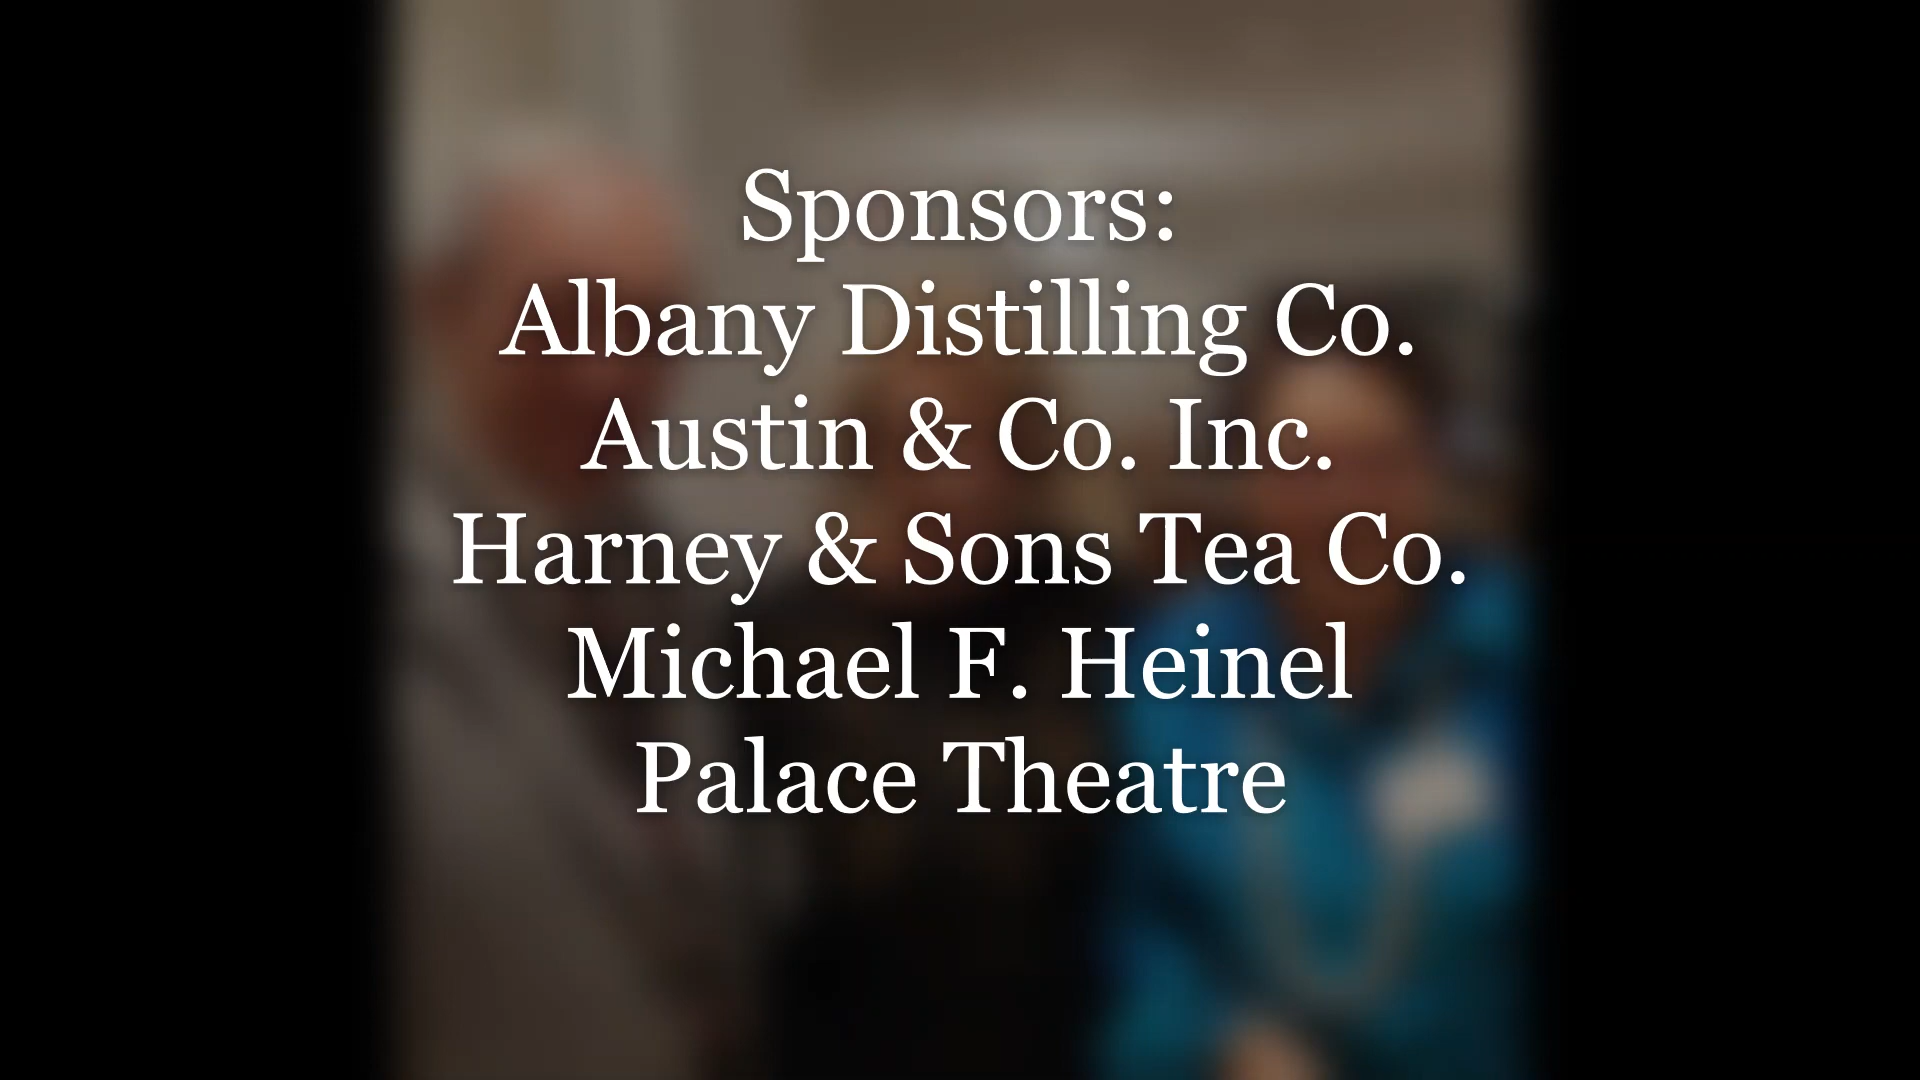 Sponsors:
Albany Distilling Co.
Austin & Co. Inc.
Harney & Sons Tea Co.
Michael F. Heinel
Palace Theatre